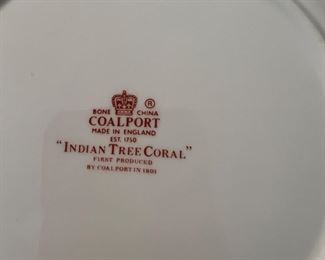 BONE CHINA ®
COALPORT
MADE IN ENGLAND
EST. 1750
"INDIAN TREE CORAL"
FIRST PRODUCED
BY COALPORT IN 1801